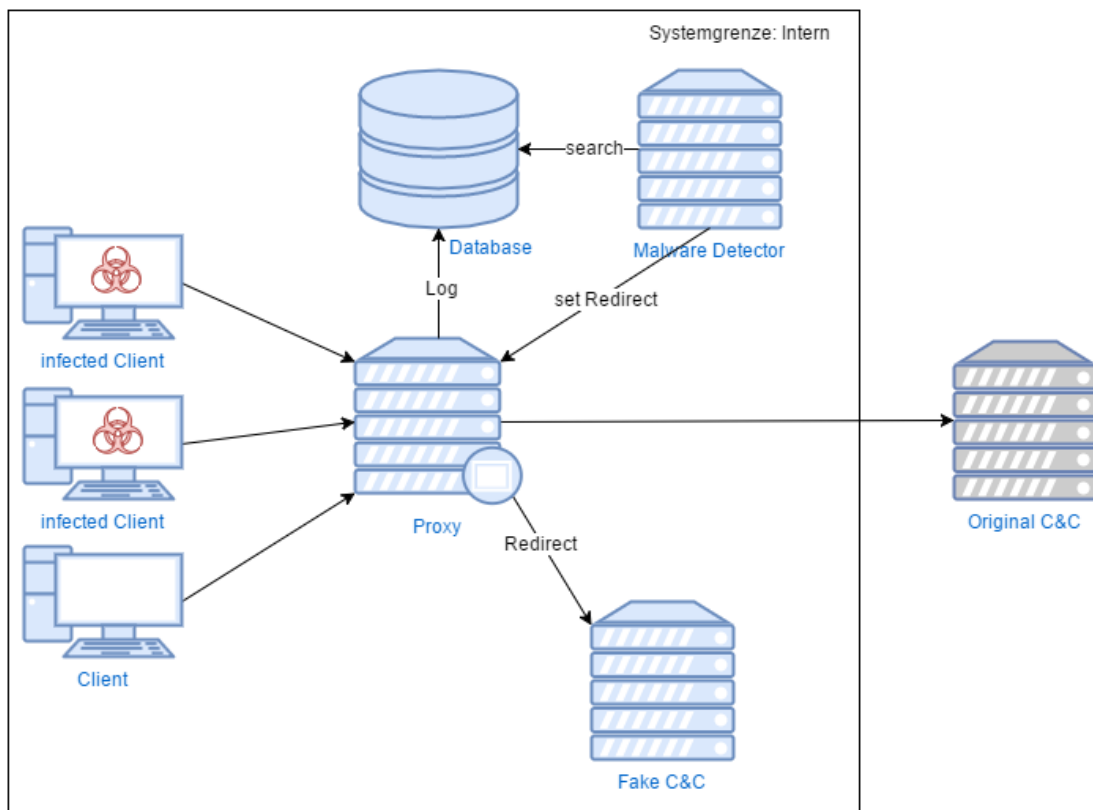 Systemgrenze: Intern
search
Database
Malware Detector
Log
set Redirect
infected Client
infected Client
Proxy
Original C&C
Redirect
Client
Fake C&C